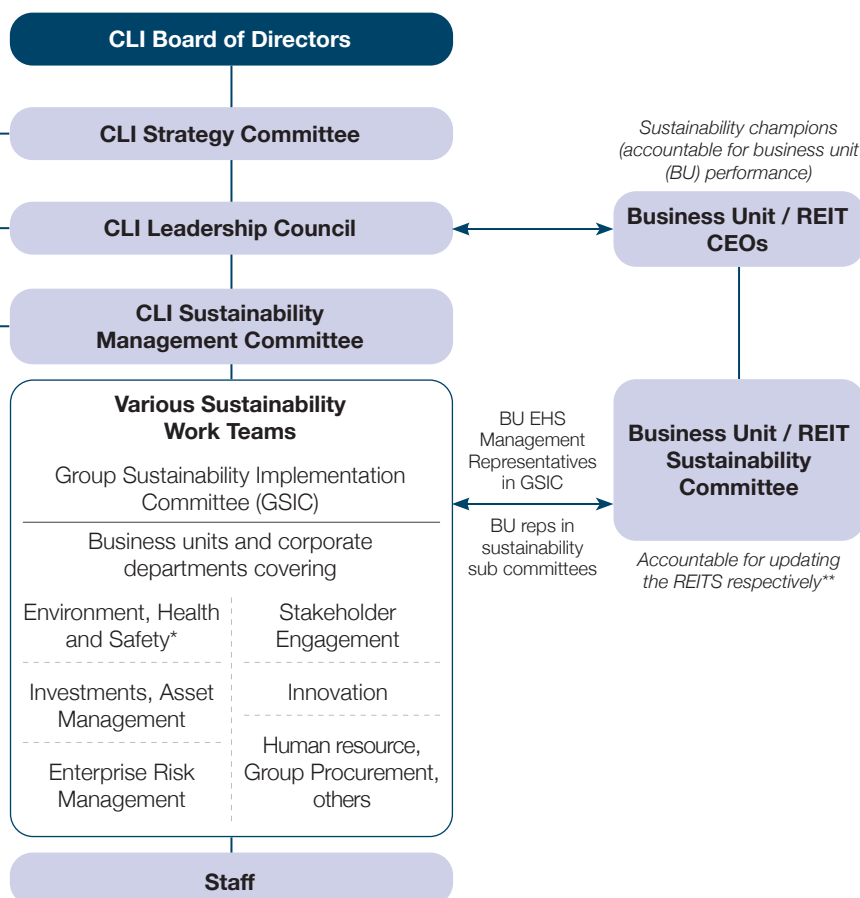 CLI Board of Directors
CLI Strategy Committee
Sustainability champions
(accountable for business unit
(BU) performance)
CLI Leadership Council
Business Unit / REIT
CEOs
CLI Sustainability
Management Committee
Various Sustainability
Work Teams
Group Sustainability Implementation
Committee (GSIC)
Business units and corporate
departments covering
Environment, Health
and Safety*
Stakeholder
Engagement
Investments, Asset
Management
Innovation
Enterprise Risk
Management
Human resource,
Group Procurement,
others
BU EHS
Management
Representatives
in GSIC
BU reps in
sustainability
sub committees
Business Unit / REIT
Sustainability
Committee
Accountable for updating
the REITS respectively**
Staff